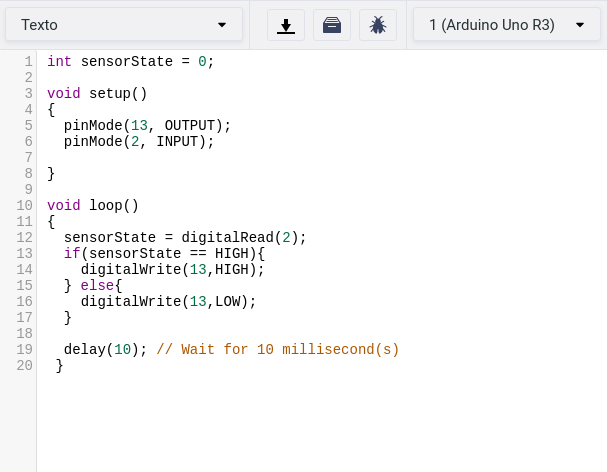 Texto
1 (Arduino Uno R3)
1 int sensorState = 0;
2
3 void setup()
4 {
5   pinMode(13, OUTPUT);
6   pinMode(2, INPUT);
7
8 }
9
10 void loop()
11 {
12   sensorState = digitalRead(2);
13   if(sensorState == HIGH){
14     digitalWrite(13,HIGH);
15   } else{
16     digitalWrite(13,LOW);
17   }
18
19   delay(10); // Wait for 10 millisecond(s)
20  }